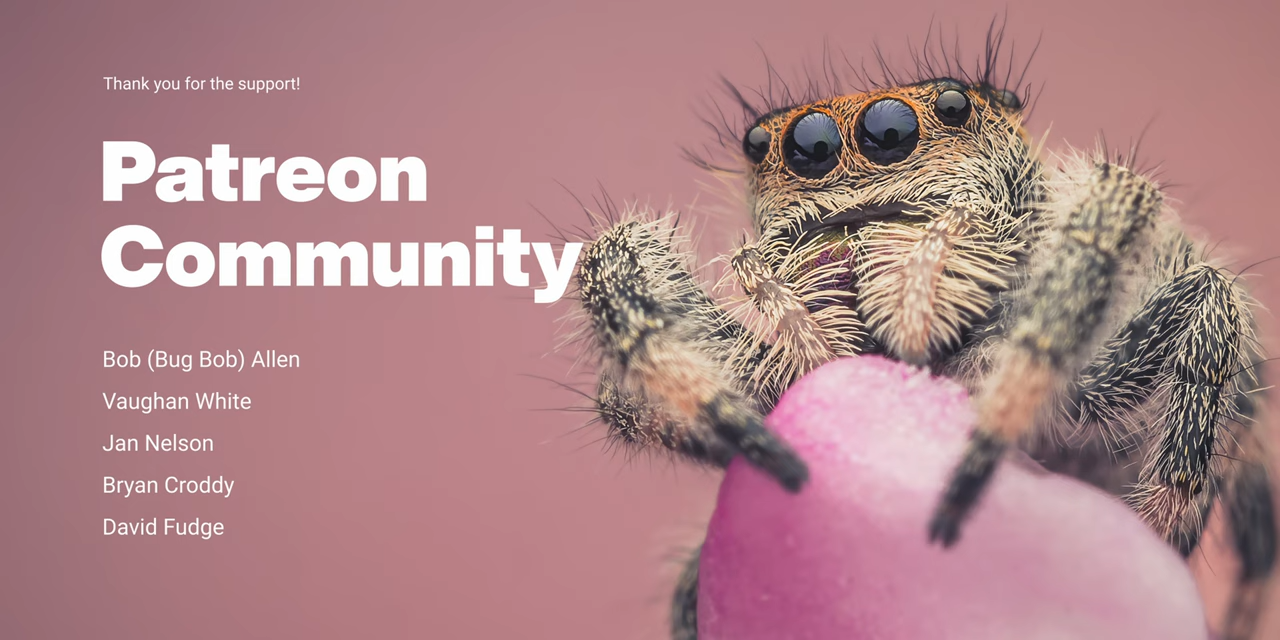 Thank you for the support!
Patreon
Community
Bob (Bug Bob) Allen
Vaughan White
Jan Nelson
Bryan Croddy
David Fudge